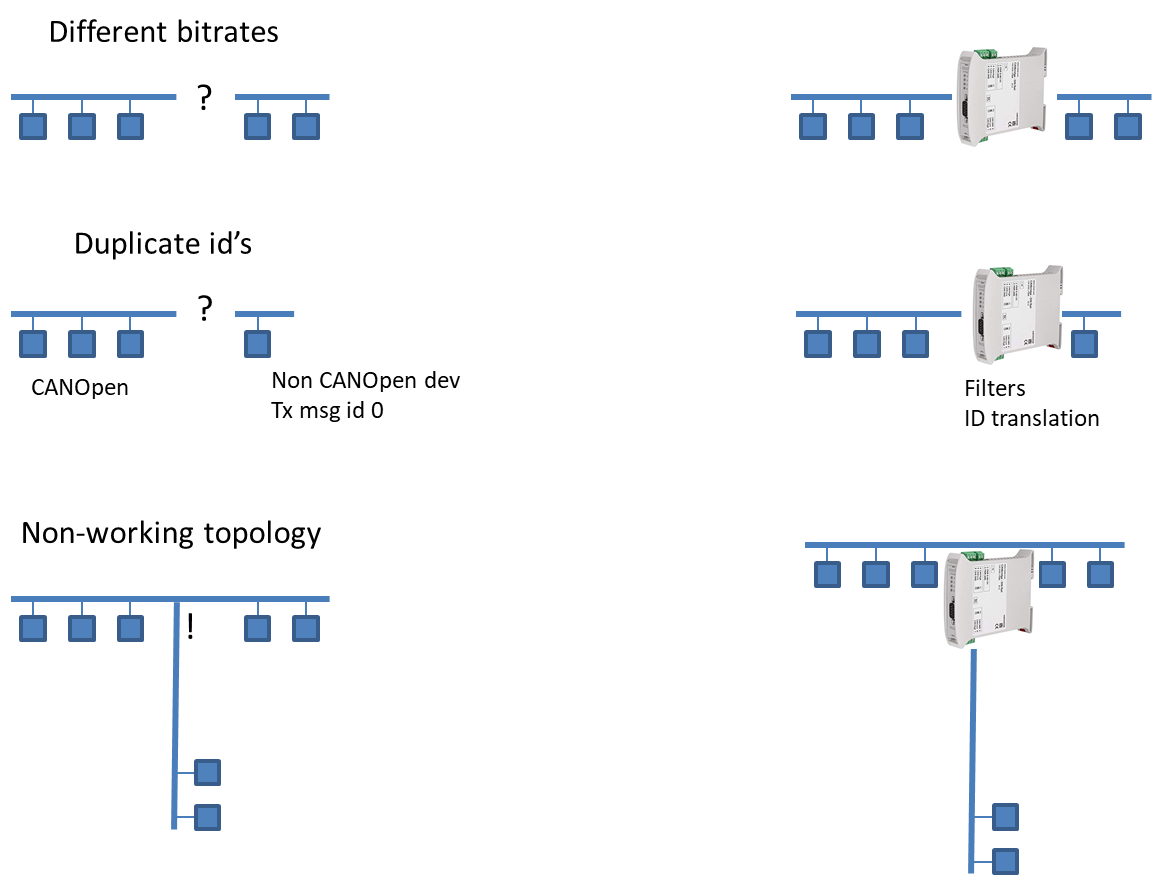 Different bitrates
?
Duplicate id’s
?
CANOpen
Non CANOpen dev
Tx msg id 0
Filters
ID translation
Non-working topology
!